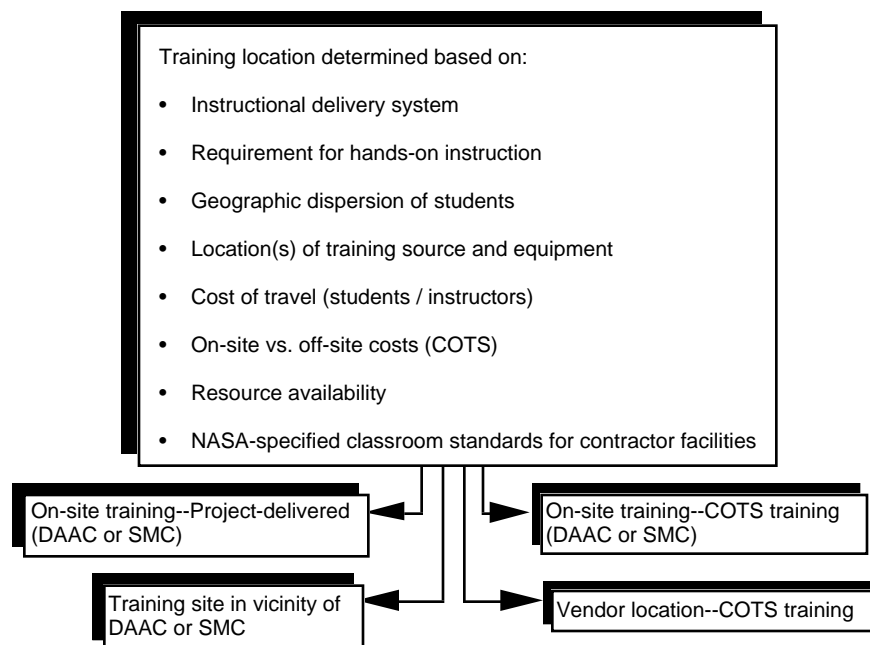 Training location determined based on:
• Instructional delivery system
• Requirement for hands-on instruction
• Geographic dispersion of students
• Location(s) of training source and equipment
• Cost of travel (students / instructors)
• On-site vs. off-site costs (COTS)
• Resource availability
• NASA-specified classroom standards for contractor facilities
On-site training--Project-delivered
(DAAC or SMC)
On-site training--COTS training
(DAAC or SMC)
Training site in vicinity of
DAAC or SMC
Vendor location--COTS training